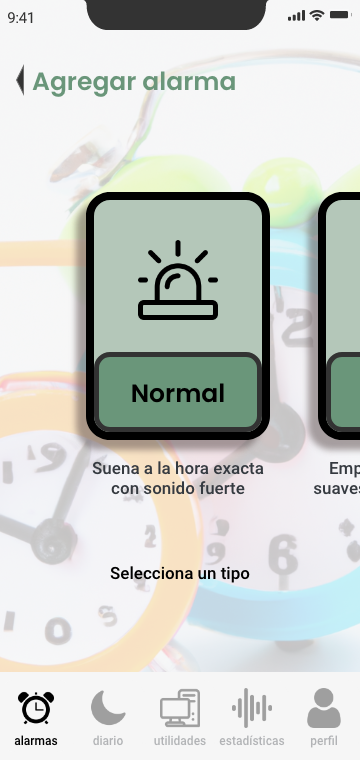 9:41
Agregar alarma
Normal
Suena a la hora exacta
con sonido fuerte
Selecciona un tipo
alarmas
diario
utilidades
estadísticas
perfil